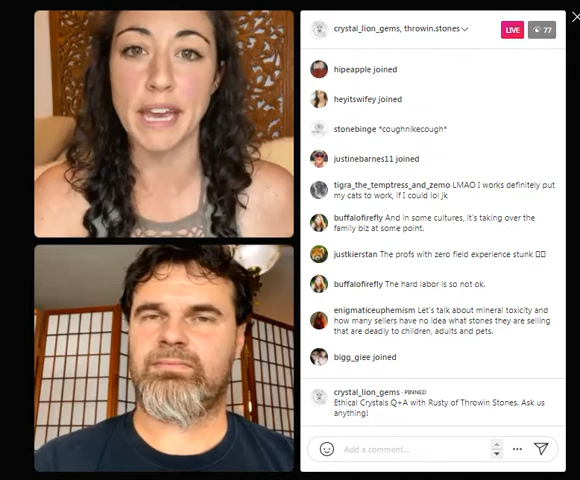 crystal_lion_gems, throwin.stones
LIVE
77
hipeapple joined
heyitswifey joined
stonebinge *coughnikecough*
justinebarnes11 joined
tigra_the_temptress_and_zemo LMAO I works definitely put
my cats to work, if I could lol jk
buffalofirefly And in some cultures, it's taking over the
family biz at some point.
justkierstan The profs with zero field experience stunk
buffalofirefly The hard labor is so not ok.
enigmaticeuphemism Let's talk about mineral toxicity and
how many sellers have no idea what stones they are selling
that are deadly to children, adults and pets.
bigg_giee joined
crystal_lion_gems · PINNED
Ethical Crystals Q+A with Rusty of Throwin Stones. Ask us
anything!
Add a comment...